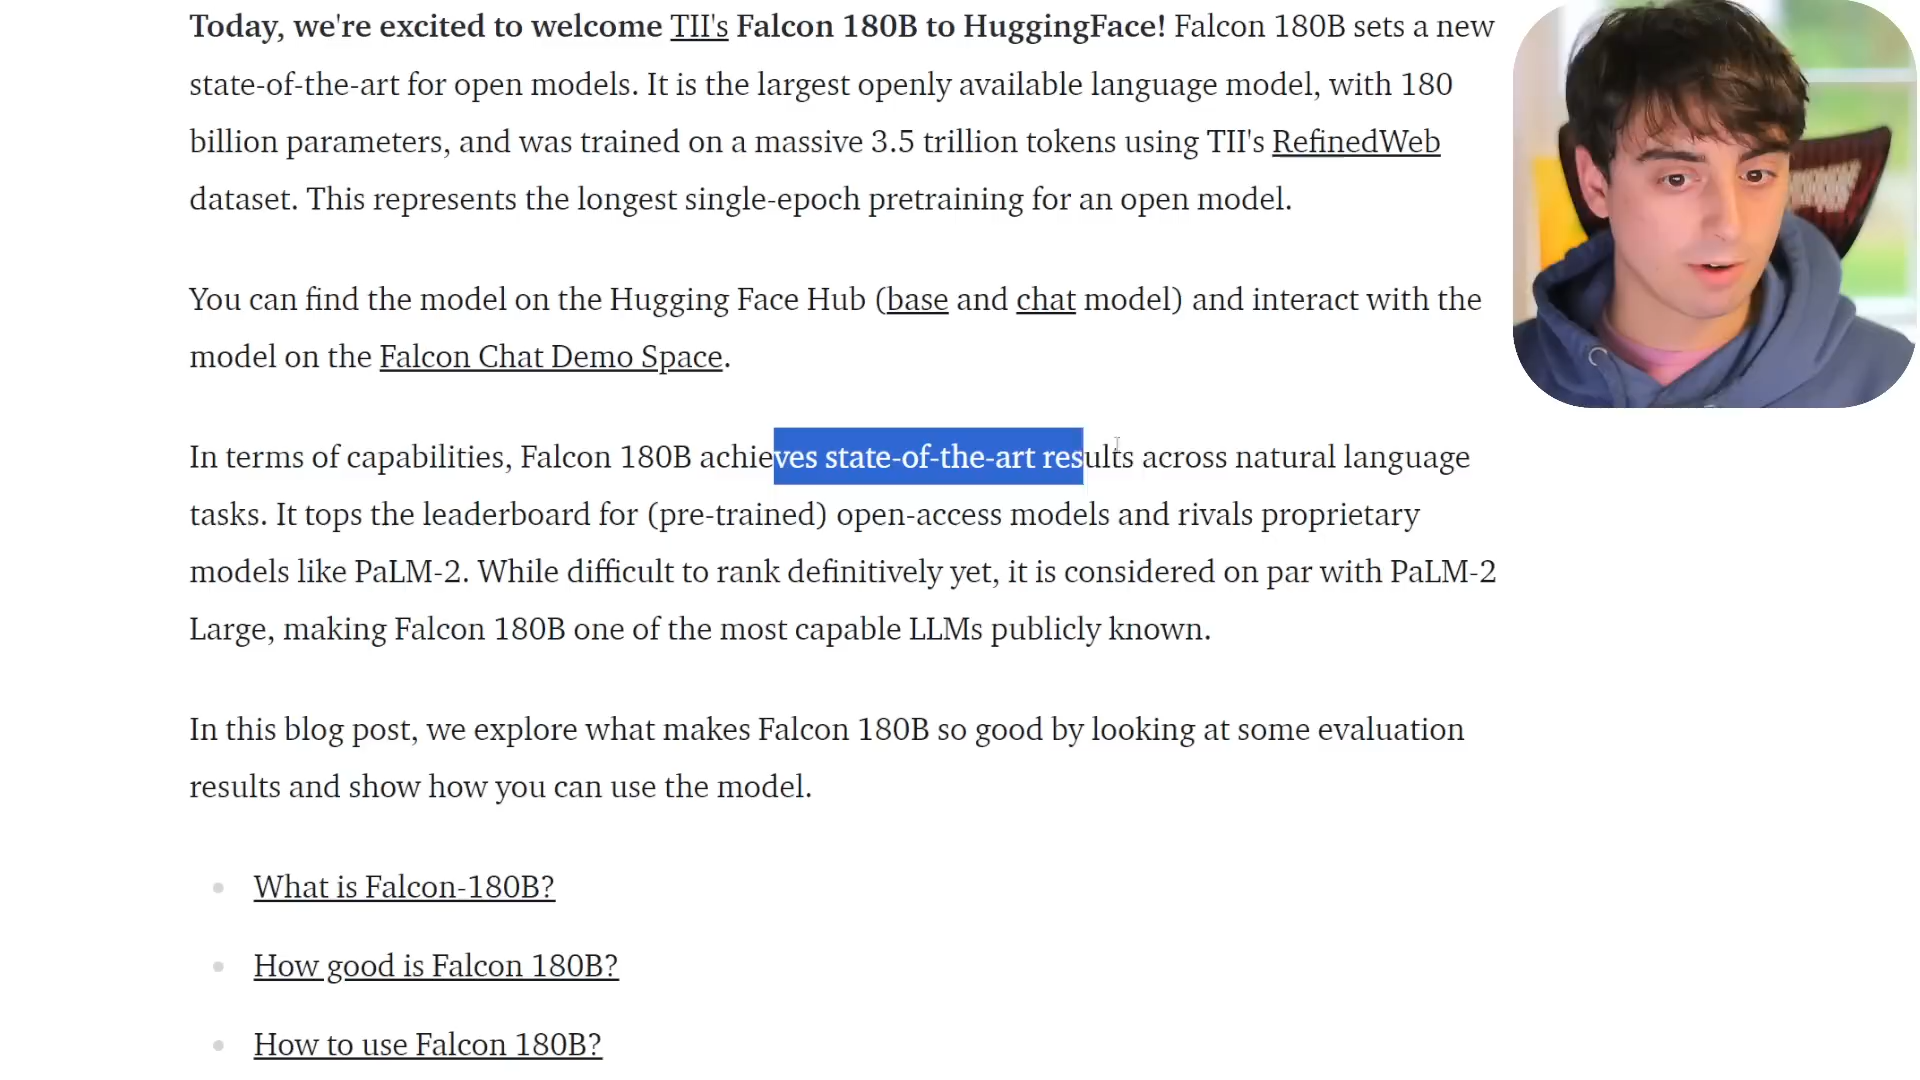 Today, we're excited to welcome TII's Falcon 180B to HuggingFace! Falcon 180B sets a new
state-of-the-art for open models. It is the largest openly available language model, with 180
billion parameters, and was trained on a massive 3.5 trillion tokens using TII's RefinedWeb
dataset. This represents the longest single-epoch pretraining for an open model.
You can find the model on the Hugging Face Hub (base and chat model) and interact with the
model on the Falcon Chat Demo Space.
In terms of capabilities, Falcon 180B achieves state-of-the-art results across natural language
tasks. It tops the leaderboard for (pre-trained) open-access models and rivals proprietary
models like PaLM-2. While difficult to rank definitively yet, it is considered on par with PaLM-2
Large, making Falcon 180B one of the most capable LLMs publicly known.
In this blog post, we explore what makes Falcon 180B so good by looking at some evaluation
results and show how you can use the model.
What is Falcon-180B?
How good is Falcon 180B?
How to use Falcon 180B?